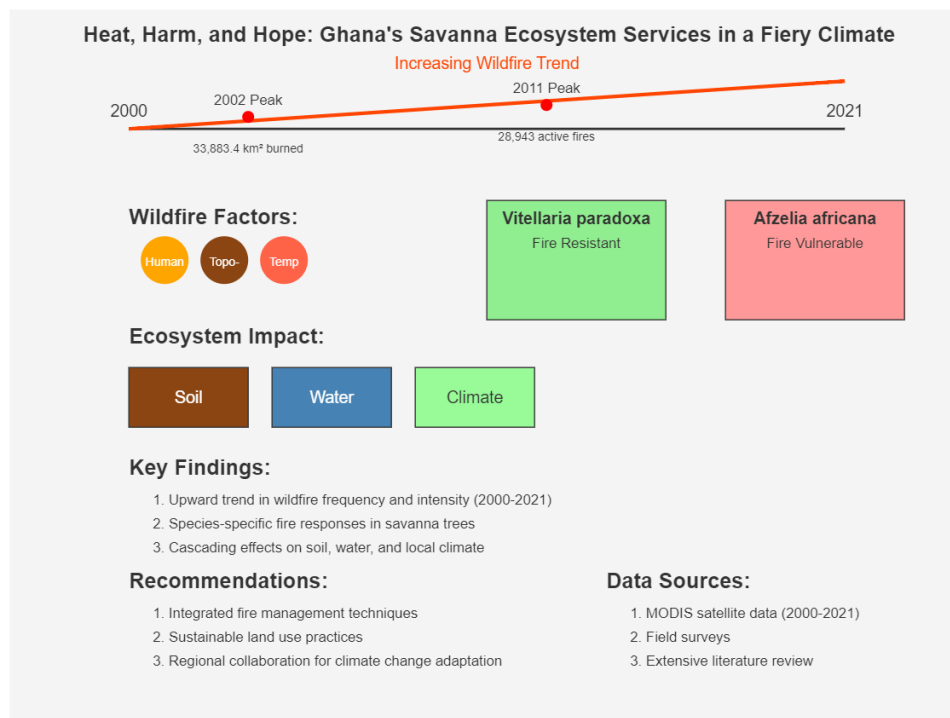 Heat, Harm, and Hope: Ghana's Savanna Ecosystem Services in a Fiery Climate
Increasing Wildfire Trend
2000
2002 Peak
2011 Peak
2021
33,883.4 km² burned
28,943 active fires
Wildfire Factors:
Human
Topo-
Temp
Vitellaria paradoxa
Fire Resistant
Afzelia africana
Fire Vulnerable
Ecosystem Impact:
Soil
Water
Climate
Key Findings:
1. Upward trend in wildfire frequency and intensity (2000-2021)
2. Species-specific fire responses in savanna trees
3. Cascading effects on soil, water, and local climate
Recommendations:
1. Integrated fire management techniques
2. Sustainable land use practices
3. Regional collaboration for climate change adaptation
Data Sources:
1. MODIS satellite data (2000-2021)
2. Field surveys
3. Extensive literature review